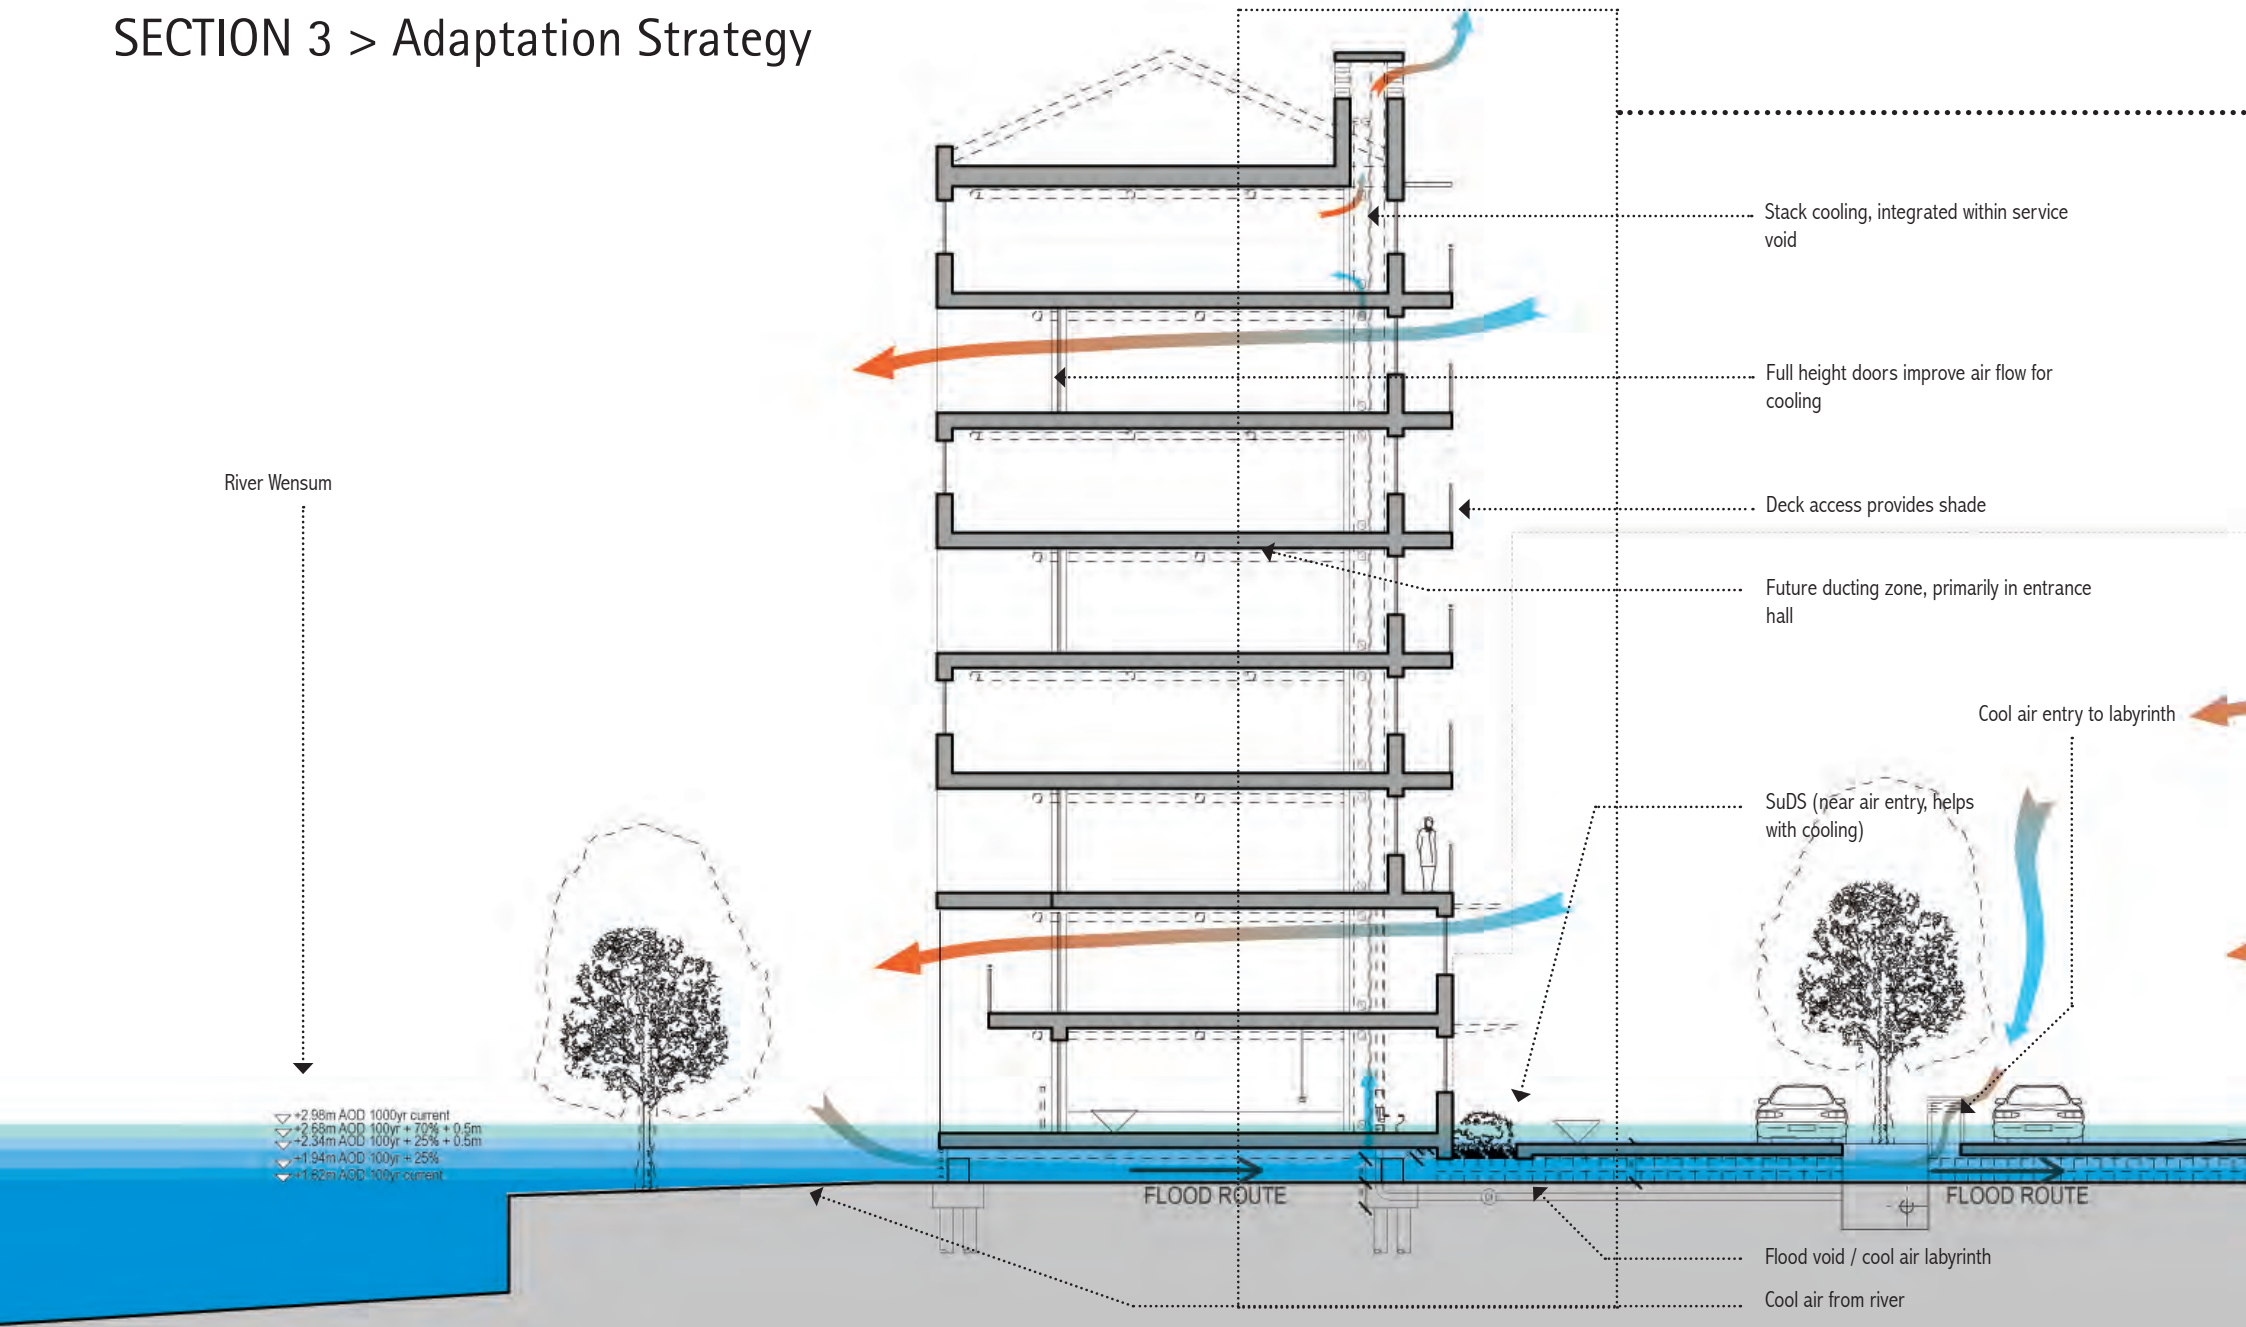 SECTION 3 > Adaptation Strategy
Stack cooling, integrated within service
void
Full height doors improve air flow for
cooling
River Wensum
Deck access provides shade
Future ducting zone, primarily in entrance
hall
Cool air entry to labyrinth
SuDS (near air entry, helps
with cooling)
+2.98m AOD 1000yr current
+2.68m AOD 100yr + 70% + 0.5m
+2.34m AOD 100yr + 25% + 0.5m
+1.94m AOD 100yr + 25%
+1.62m AOD 100yr current
FLOOD ROUTE
FLOOD ROUTE
Flood void / cool air labyrinth
Cool air from river